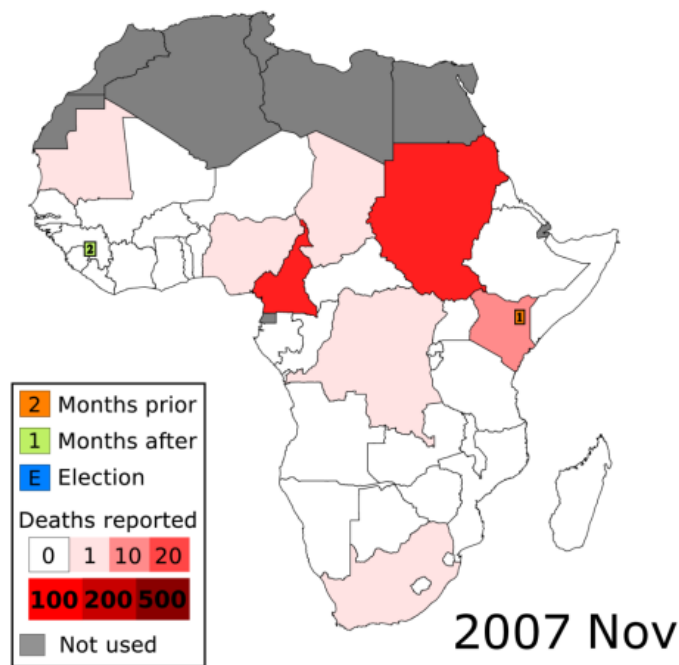 2
1
2 Months prior
1 Months after
E Election
Deaths reported
0 1 10 20
100 200 500
Not used
2007 Nov